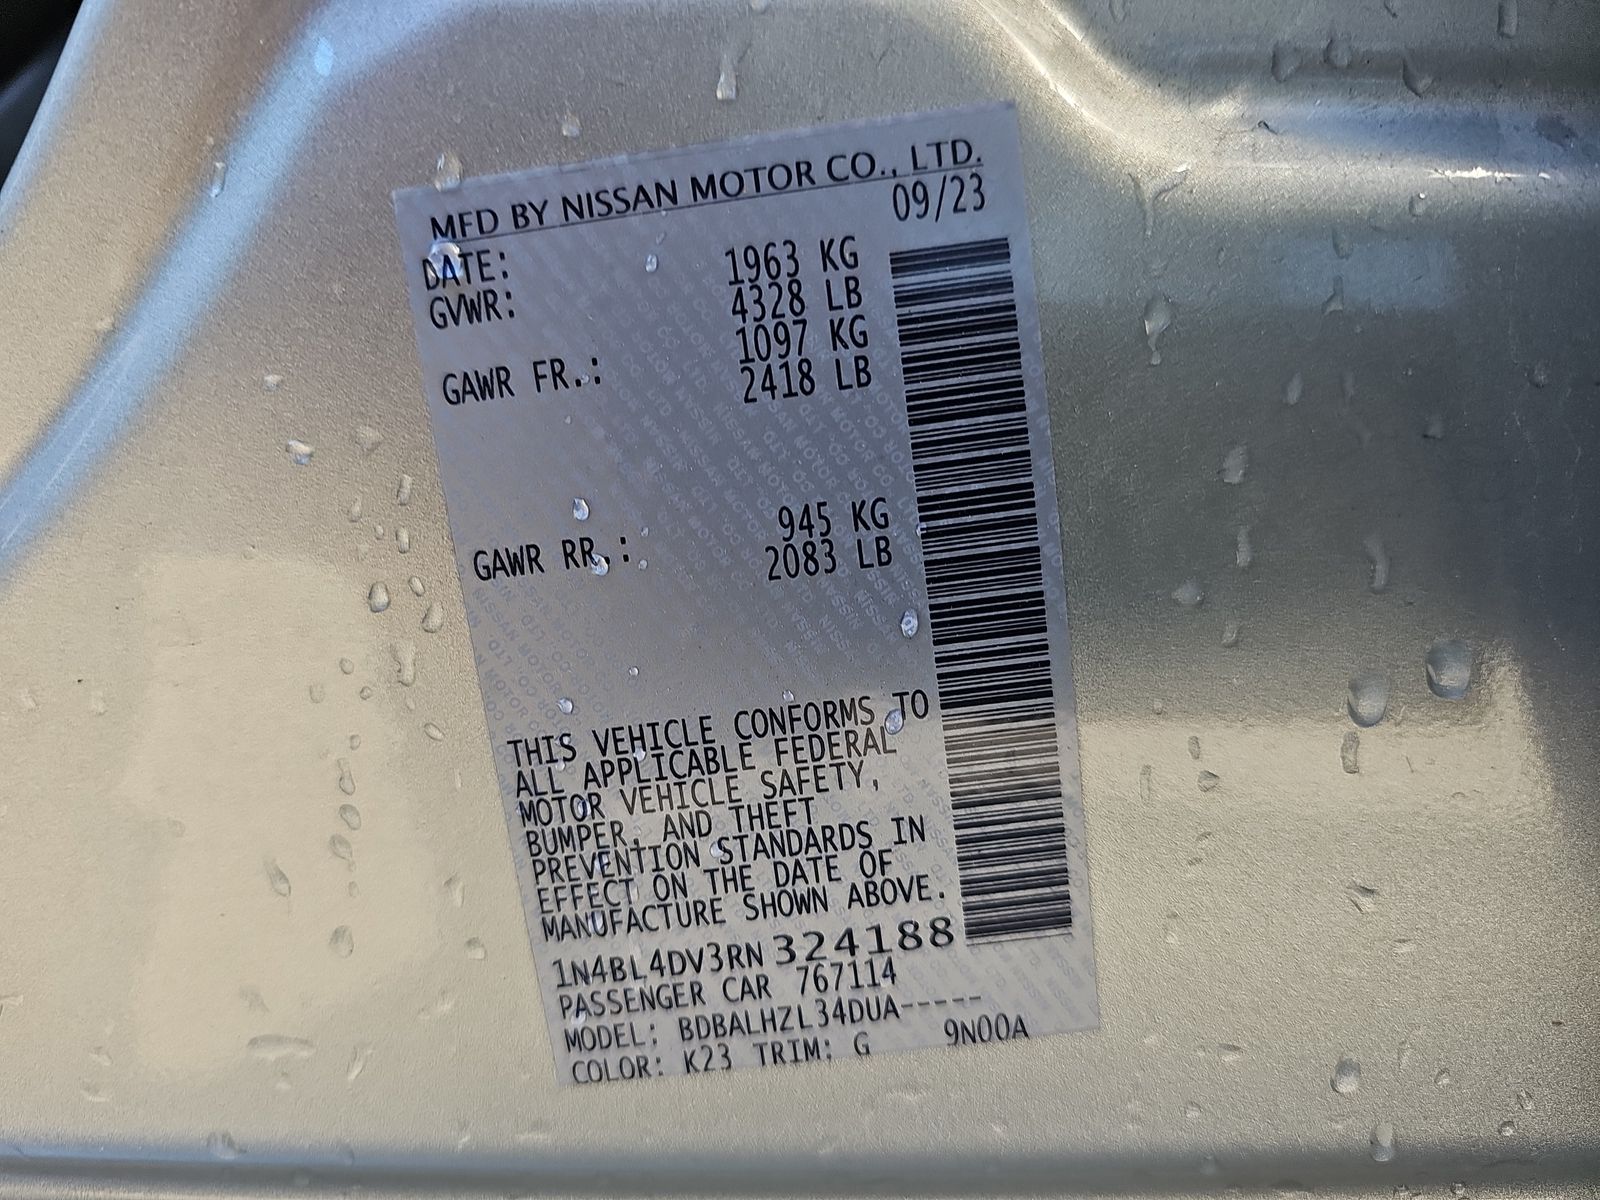 MFD BY NISSAN MOTOR CO., LTD.
DATE: 09/23
GVWR: 1963 KG
4328 LB
GAWR FR.: 1097 KG
2418 LB
GAWR RR.: 945 KG
2083 LB
THIS VEHICLE CONFORMS TO
ALL APPLICABLE FEDERAL
MOTOR VEHICLE SAFETY,
BUMPER, AND THEFT
PREVENTION STANDARDS IN
EFFECT ON THE DATE OF
MANUFACTURE SHOWN ABOVE.
1N4BL4DV3RN 324188
PASSENGER CAR 767114
MODEL: BDBALHZL34DUA-----
COLOR: K23 TRIM: G 9N00A